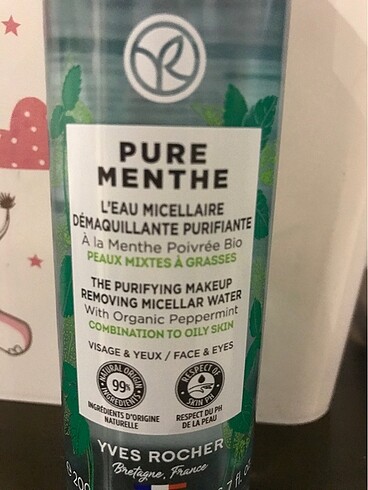 PURE
MENTHE
L'EAU MICELLAIRE
DÉMAQUILLANTE PURIFIANTE
À la Menthe Poivrée Bio
PEAUX MIXTES À GRASSES
THE PURIFYING MAKEUP
REMOVING MICELLAR WATER
With Organic Peppermint
COMBINATION TO OILY SKIN
VISAGE & YEUX / FACE & EYES
NATURAL ORIGIN
99%
INGREDIENTS
RESPECT OF
SKIN PH
INGRÉDIENTS D'ORIGINE
NATURELLE
RESPECT DU PH
DE LA PEAU
YVES ROCHER
Bretagne, France